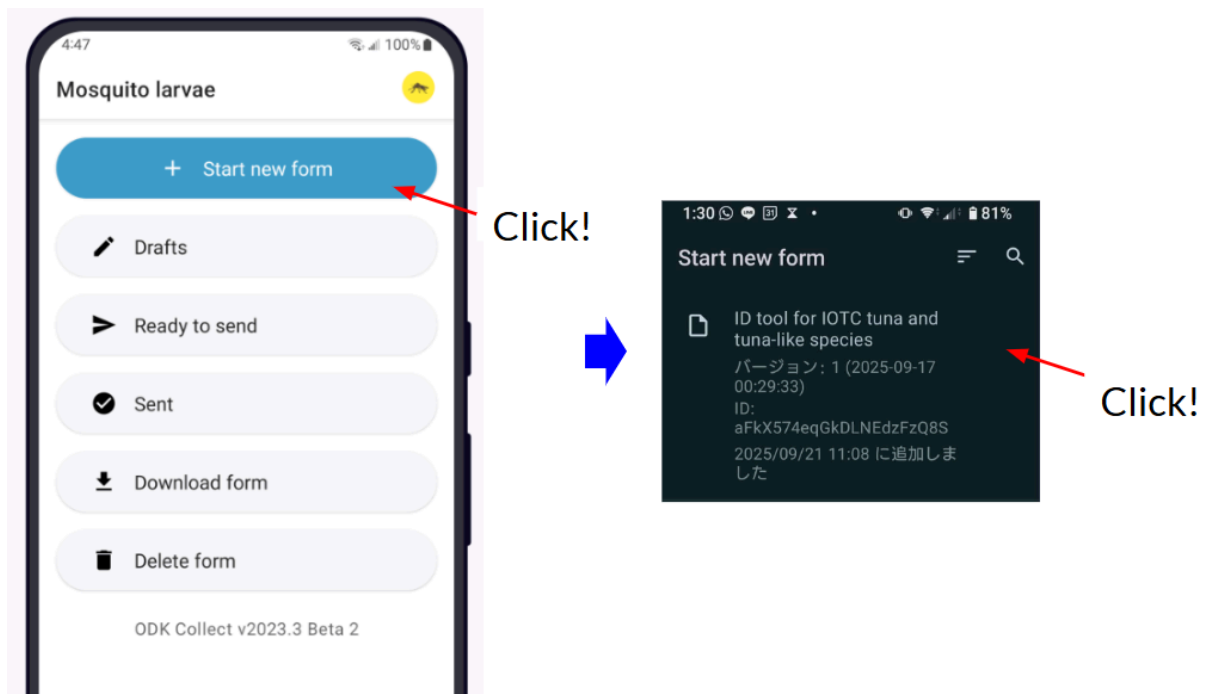 4:47
100%
Mosquito larvae
+ Start new form
Click!
Drafts
Ready to send
Sent
Download form
Delete form
ODK Collect v2023.3 Beta 2
1:30
31
81%
Start new form
ID tool for IOTC tuna and
tuna-like species
バージョン: 1 (2025-09-17
00:29:33)
ID:
aFkX574eqGkDLNEdzFzQ8S
2025/09/21 11:08 に追加しま
した
Click!